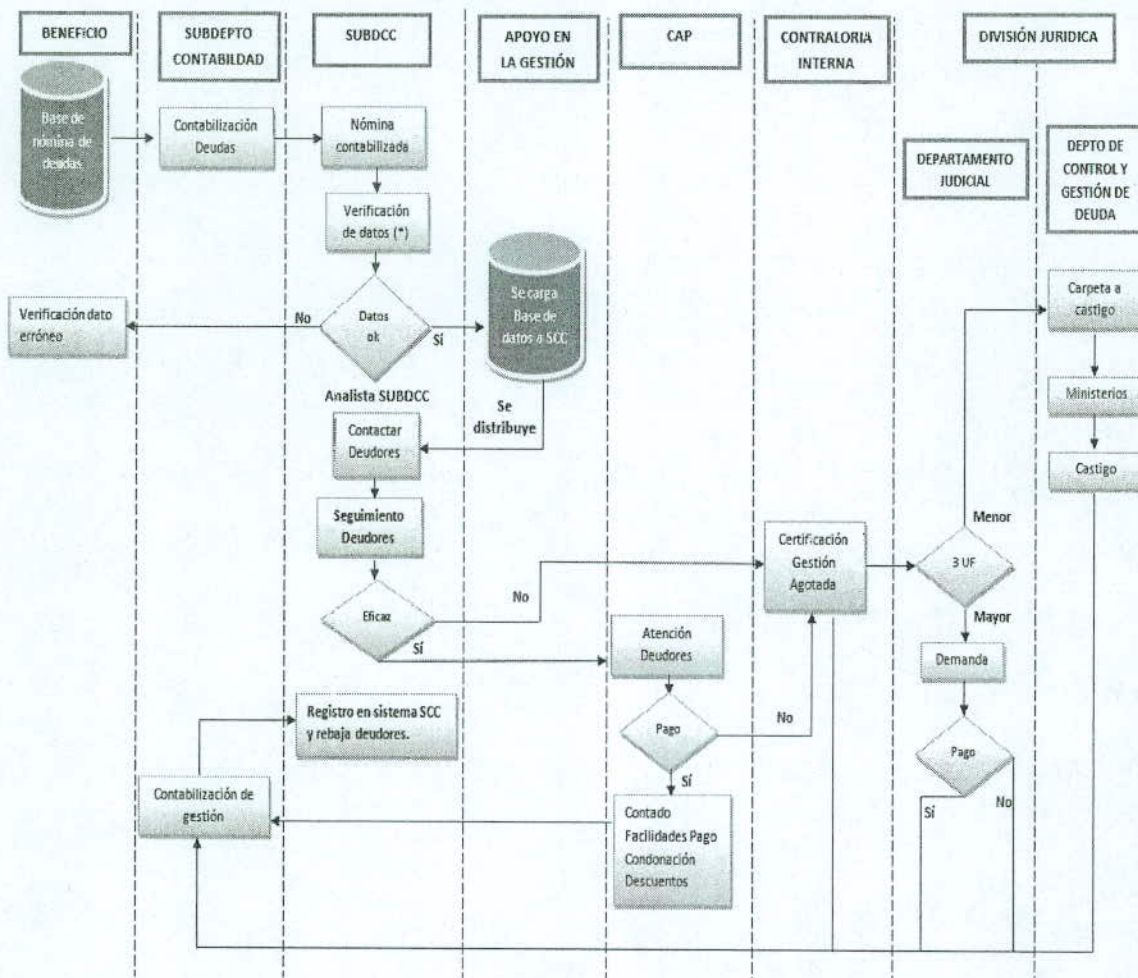 BENEFICIO
SUBDEPTO
CONTABILDAD
SUBDCC
APOYO EN
LA GESTIÓN
CAP
CONTRALORIA
INTERNA
DIVISIÓN JURIDICA
Base de
nómina de
deudas
Contabilización
Deudas
Nómina
contabilizada
DEPARTAMENTO
JUDICIAL
DEPTO DE
CONTROL Y
GESTIÓN DE
DEUDA
Verificación
de datos (*)
Se carga
Base de
datos a SCC
Carpeta a
castigo
Verificación dato
erróneo
No
Datos
ok
Sí
Analista SUBDCC
Se
distribuye
Ministerios
Contactar
Deudores
Castigo
Seguimiento
Deudores
Certificación
Gestión
Agotada
Menor
3 UF
Mayor
Eficaz
No
Sí
Atención
Deudores
Demanda
Registro en sistema SCC
y rebaja deudores.
Pago
No
Sí
Pago
Sí
No
Contabilización de
gestión
Contado
Facilidades Pago
Condonación
Descuentos